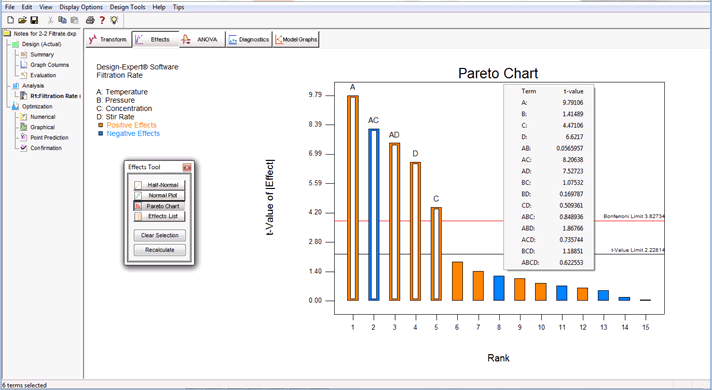 File Edit View Display Options Design Tools Help Tips
Notes for 2-2 Filtrate.dxp
Design (Actual)
Summary
Graph Columns
Evaluation
Analysis
R1:Filtration Rate (
Optimization
Numerical
Graphical
Point Prediction
Confirmation
Transform
Effects
ANOVA
Diagnostics
Model Graphs
Design-Expert® Software
Filtration Rate
A: Temperature
B: Pressure
C: Concentration
D: Stir Rate
Positive Effects
Negative Effects
Effects Tool
Half-Normal
Normal Plot
Pareto Chart
Effects List
Clear Selection
Recalculate
Pareto Chart
t-Value of |Effect|
9.79
8.39
6.99
5.59
4.20
2.80
1.40
0.00
A
AC
AD
D
C
Term t-value
A: 9.79106
B: 1.41489
C: 4.47106
D: 6.6217
AB: 0.0565957
AC: 8.20638
AD: 7.52723
BC: 1.07532
BD: 0.169787
CD: 0.509361
ABC: 0.848936
ABD: 1.86766
ACD: 0.735744
BCD: 1.18851
ABCD: 0.622553
Bonferroni Limit 3.82734
t-Value Limit 2.22814
1 2 3 4 5 6 7 8 9 10 11 12 13 14 15
Rank
6 terms selected